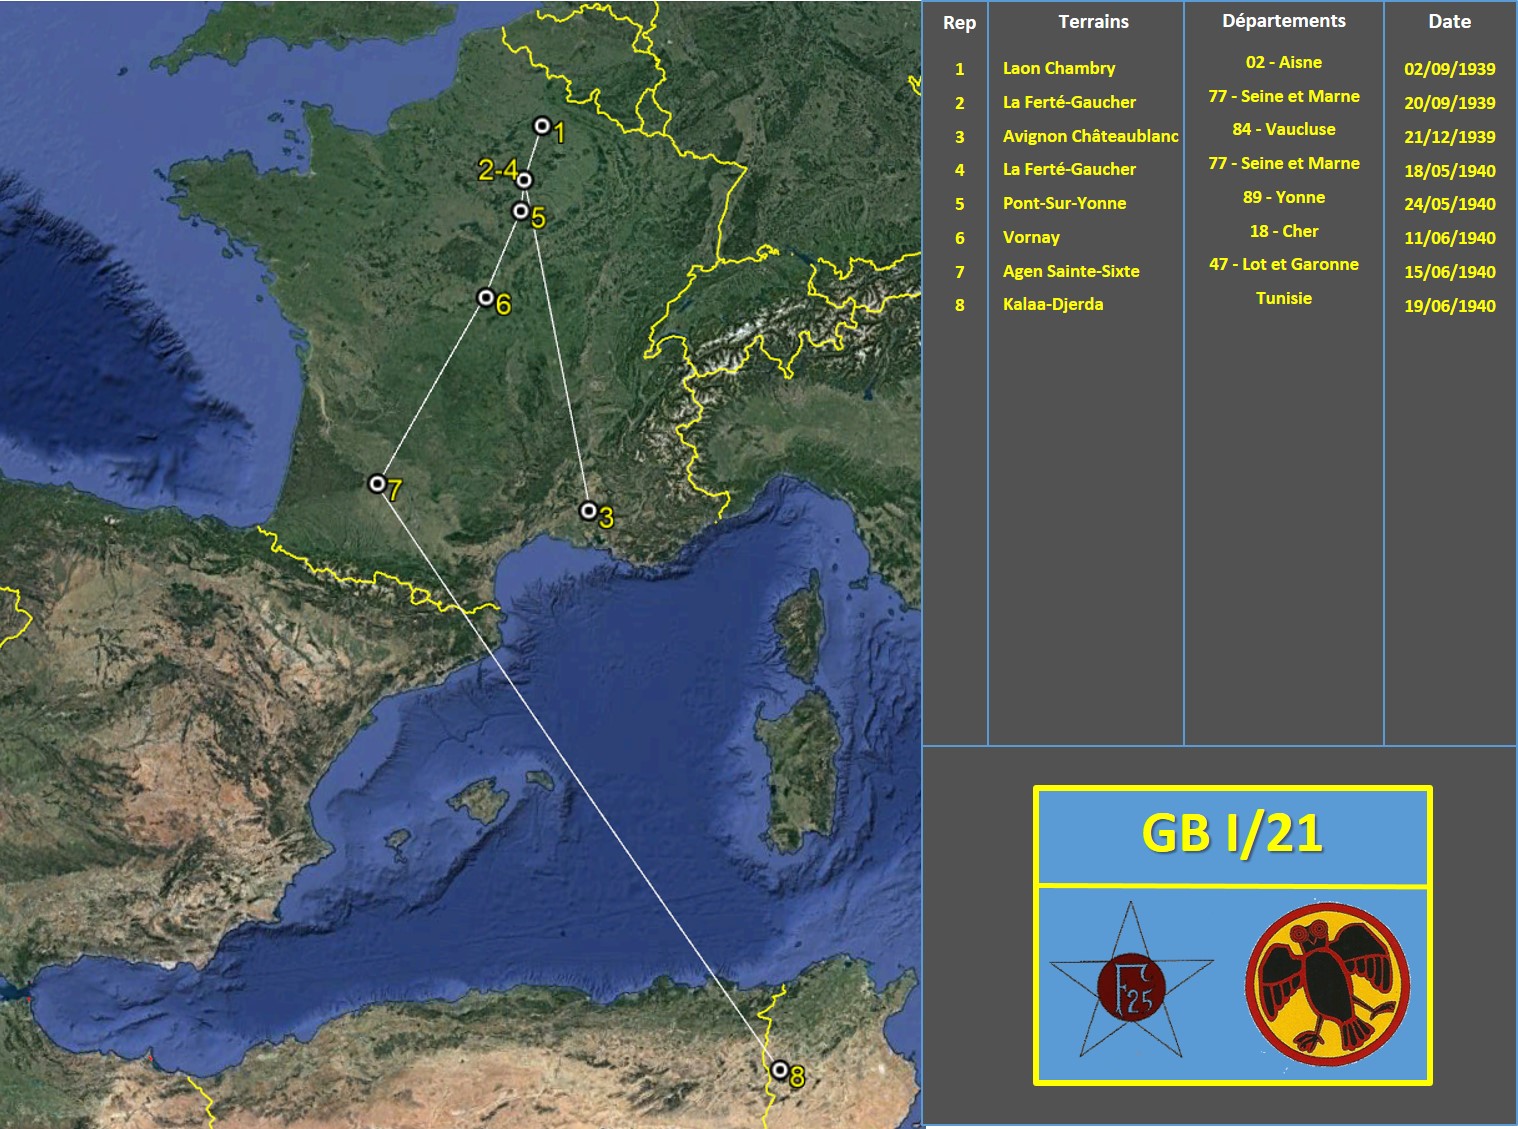 Rep Terrains Départements Date
1 Laon Chambry 02 - Aisne 02/09/1939
2 La Ferté-Gaucher 77 - Seine et Marne 20/09/1939
3 Avignon Châteaublanc 84 - Vaucluse 21/12/1939
4 La Ferté-Gaucher 77 - Seine et Marne 18/05/1940
5 Pont-Sur-Yonne 89 - Yonne 24/05/1940
6 Vornay 18 - Cher 11/06/1940
7 Agen Sainte-Sixte 47 - Lot et Garonne 15/06/1940
8 Kalaa-Djerda Tunisie 19/06/1940
1
2-4
5
6
7
3
8
GB I/21
F 25